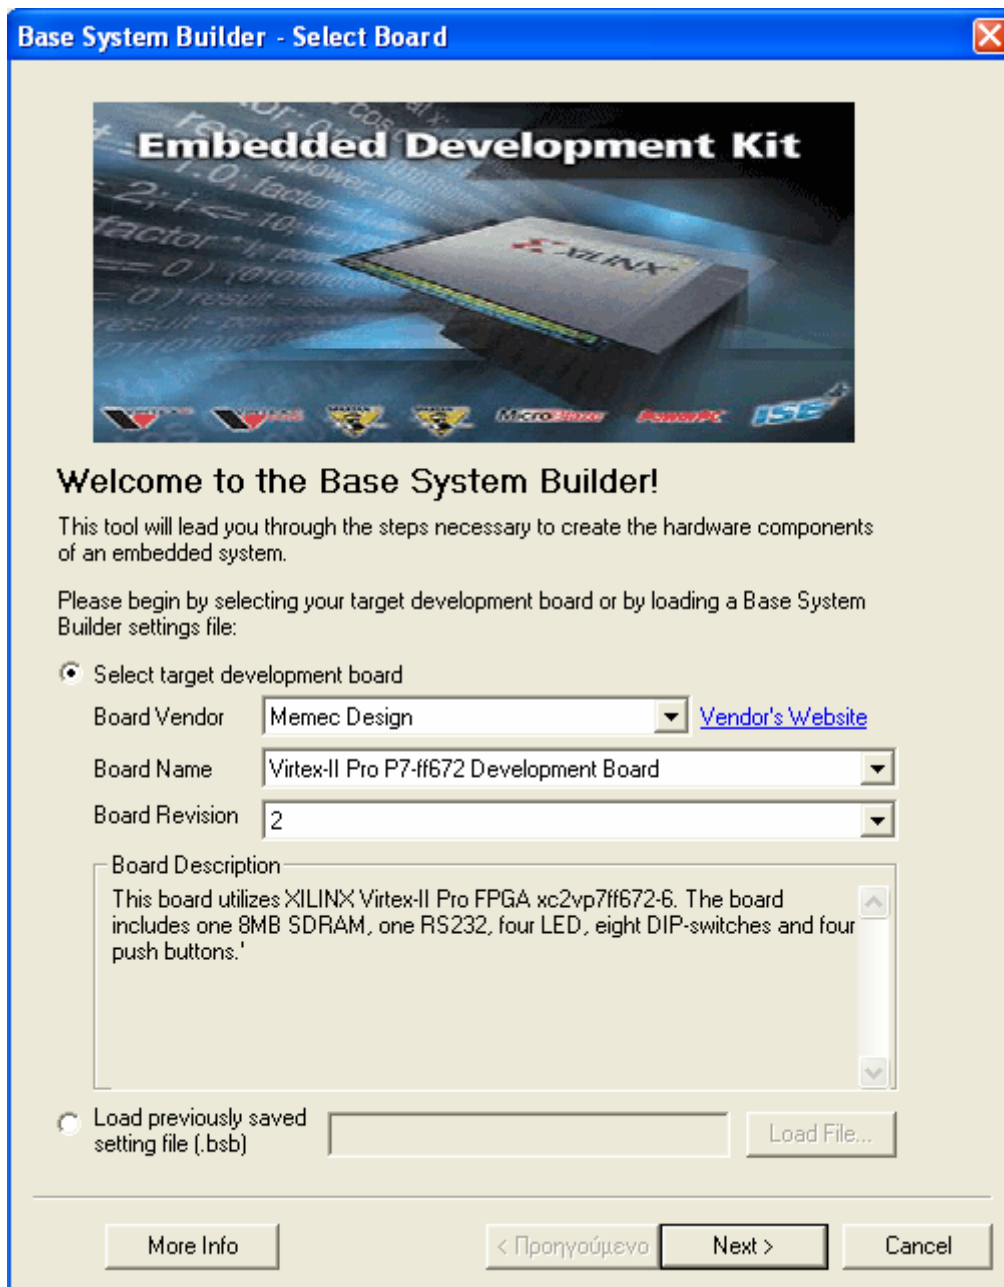 Base System Builder - Select Board
Embedded Development Kit
XILINX
MicroBlaze PowerPC ISE
Welcome to the Base System Builder!
This tool will lead you through the steps necessary to create the hardware components
of an embedded system.
Please begin by selecting your target development board or by loading a Base System
Builder settings file:
Select target development board
Board Vendor Memec Design Vendor's Website
Board Name Virtex-II Pro P7-ff672 Development Board
Board Revision 2
Board Description
This board utilizes XILINX Virtex-II Pro FPGA xc2vp7ff672-6. The board
includes one 8MB SDRAM, one RS232, four LED, eight DIP-switches and four
push buttons.'
Load previously saved
setting file (.bsb) Load File...
More Info < Προηγούμενο Next > Cancel